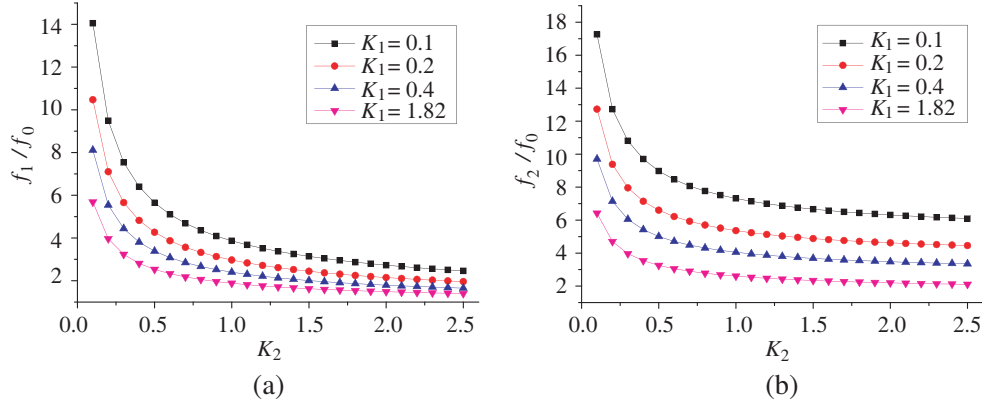 14
12
10
8
6
4
2
f₁/f₀
0.0 0.5 1.0 1.5 2.0 2.5
K₂
K₁ = 0.1
K₁ = 0.2
K₁ = 0.4
K₁ = 1.82
(a)
18
16
14
12
10
8
6
4
2
f₂/f₀
0.0 0.5 1.0 1.5 2.0 2.5
K₂
K₁ = 0.1
K₁ = 0.2
K₁ = 0.4
K₁ = 1.82
(b)